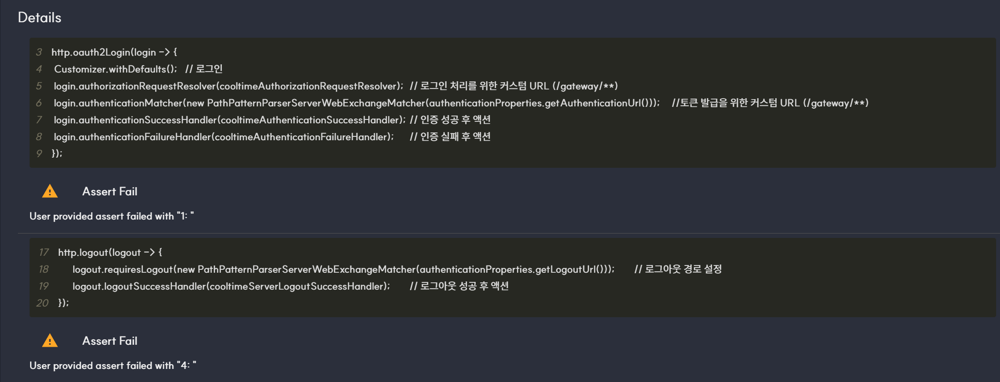 Details
3 http.oauth2Login(login -> {
4 Customizer.withDefaults(); // 로그인
5 login.authorizationRequestResolver(cooltimeAuthorizationRequestResolver); // 로그인 처리를 위한 커스텀 URL (/gateway/**)
6 login.authenticationMatcher(new PathPatternParserServerWebExchangeMatcher(authenticationProperties.getAuthenticationUrl())); //토큰 발급을 위한 커스텀 URL (/gateway/**)
7 login.authenticationSuccessHandler(cooltimeAuthenticationSuccessHandler); // 인증 성공 후 액션
8 login.authenticationFailureHandler(cooltimeAuthenticationFailureHandler); // 인증 실패 후 액션
9 });
Assert Fail
User provided assert failed with "1: "
17 http.logout(logout -> {
18 logout.requiresLogout(new PathPatternParserServerWebExchangeMatcher(authenticationProperties.getLogoutUrl())); // 로그아웃 경로 설정
19 logout.logoutSuccessHandler(cooltimeServerLogoutSuccessHandler); // 로그아웃 성공 후 액션
20 });
Assert Fail
User provided assert failed with "4: "